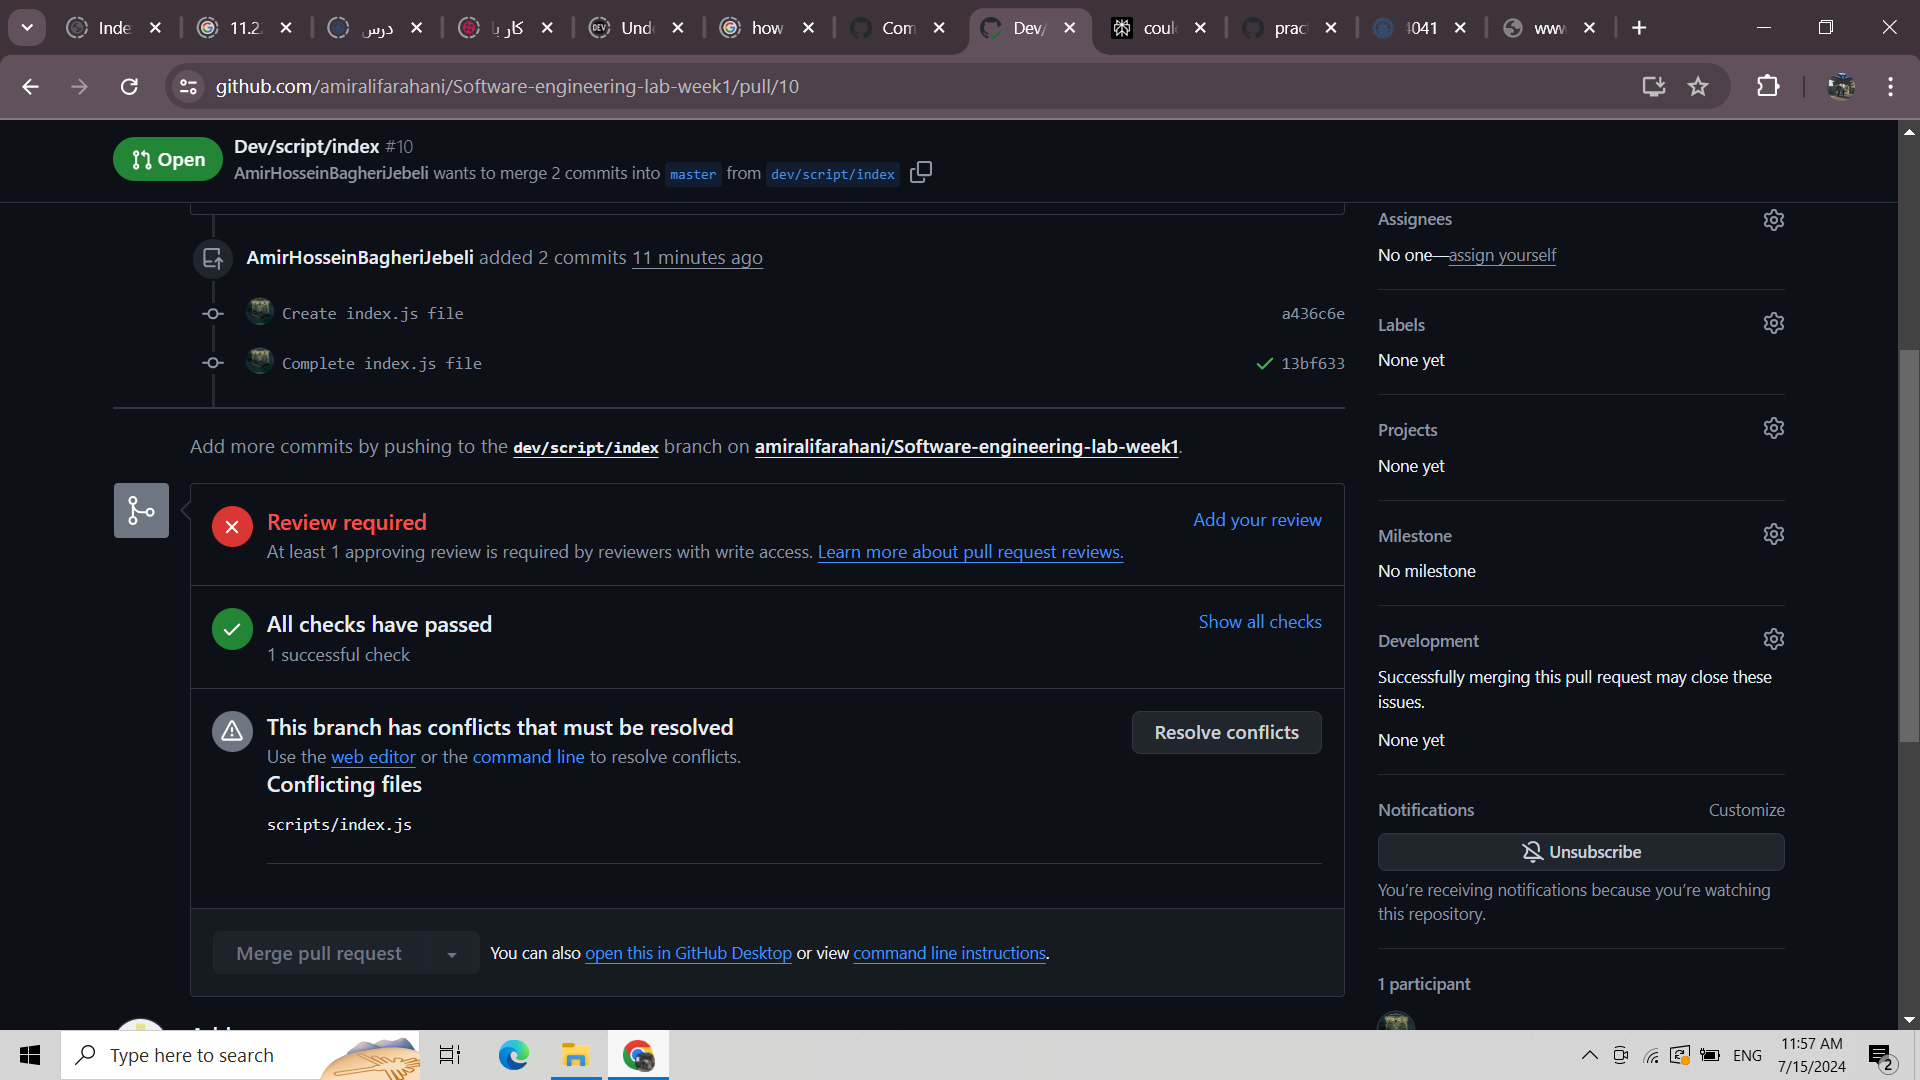 Inde
11.2
درس
کار با
Und
how
Com
Dev/
coul
prac
4041
www
github.com/amiralifarahani/Software-engineering-lab-week1/pull/10
Open
Dev/script/index #10
AmirHosseinBagheriJebeli wants to merge 2 commits into master from dev/script/index
AmirHosseinBagheriJebeli added 2 commits 11 minutes ago
Create index.js file a436c6e
Complete index.js file 13bf633
Add more commits by pushing to the dev/script/index branch on amiralifarahani/Software-engineering-lab-week1.
Review required
Add your review
At least 1 approving review is required by reviewers with write access. Learn more about pull request reviews.
All checks have passed
Show all checks
1 successful check
This branch has conflicts that must be resolved
Resolve conflicts
Use the web editor or the command line to resolve conflicts.
Conflicting files
scripts/index.js
Merge pull request
You can also open this in GitHub Desktop or view command line instructions.
Assignees
No one—assign yourself
Labels
None yet
Projects
None yet
Milestone
No milestone
Development
Successfully merging this pull request may close these
issues.
None yet
Notifications
Customize
Unsubscribe
You're receiving notifications because you're watching
this repository.
1 participant
Type here to search
ENG
11:57 AM
7/15/2024
2